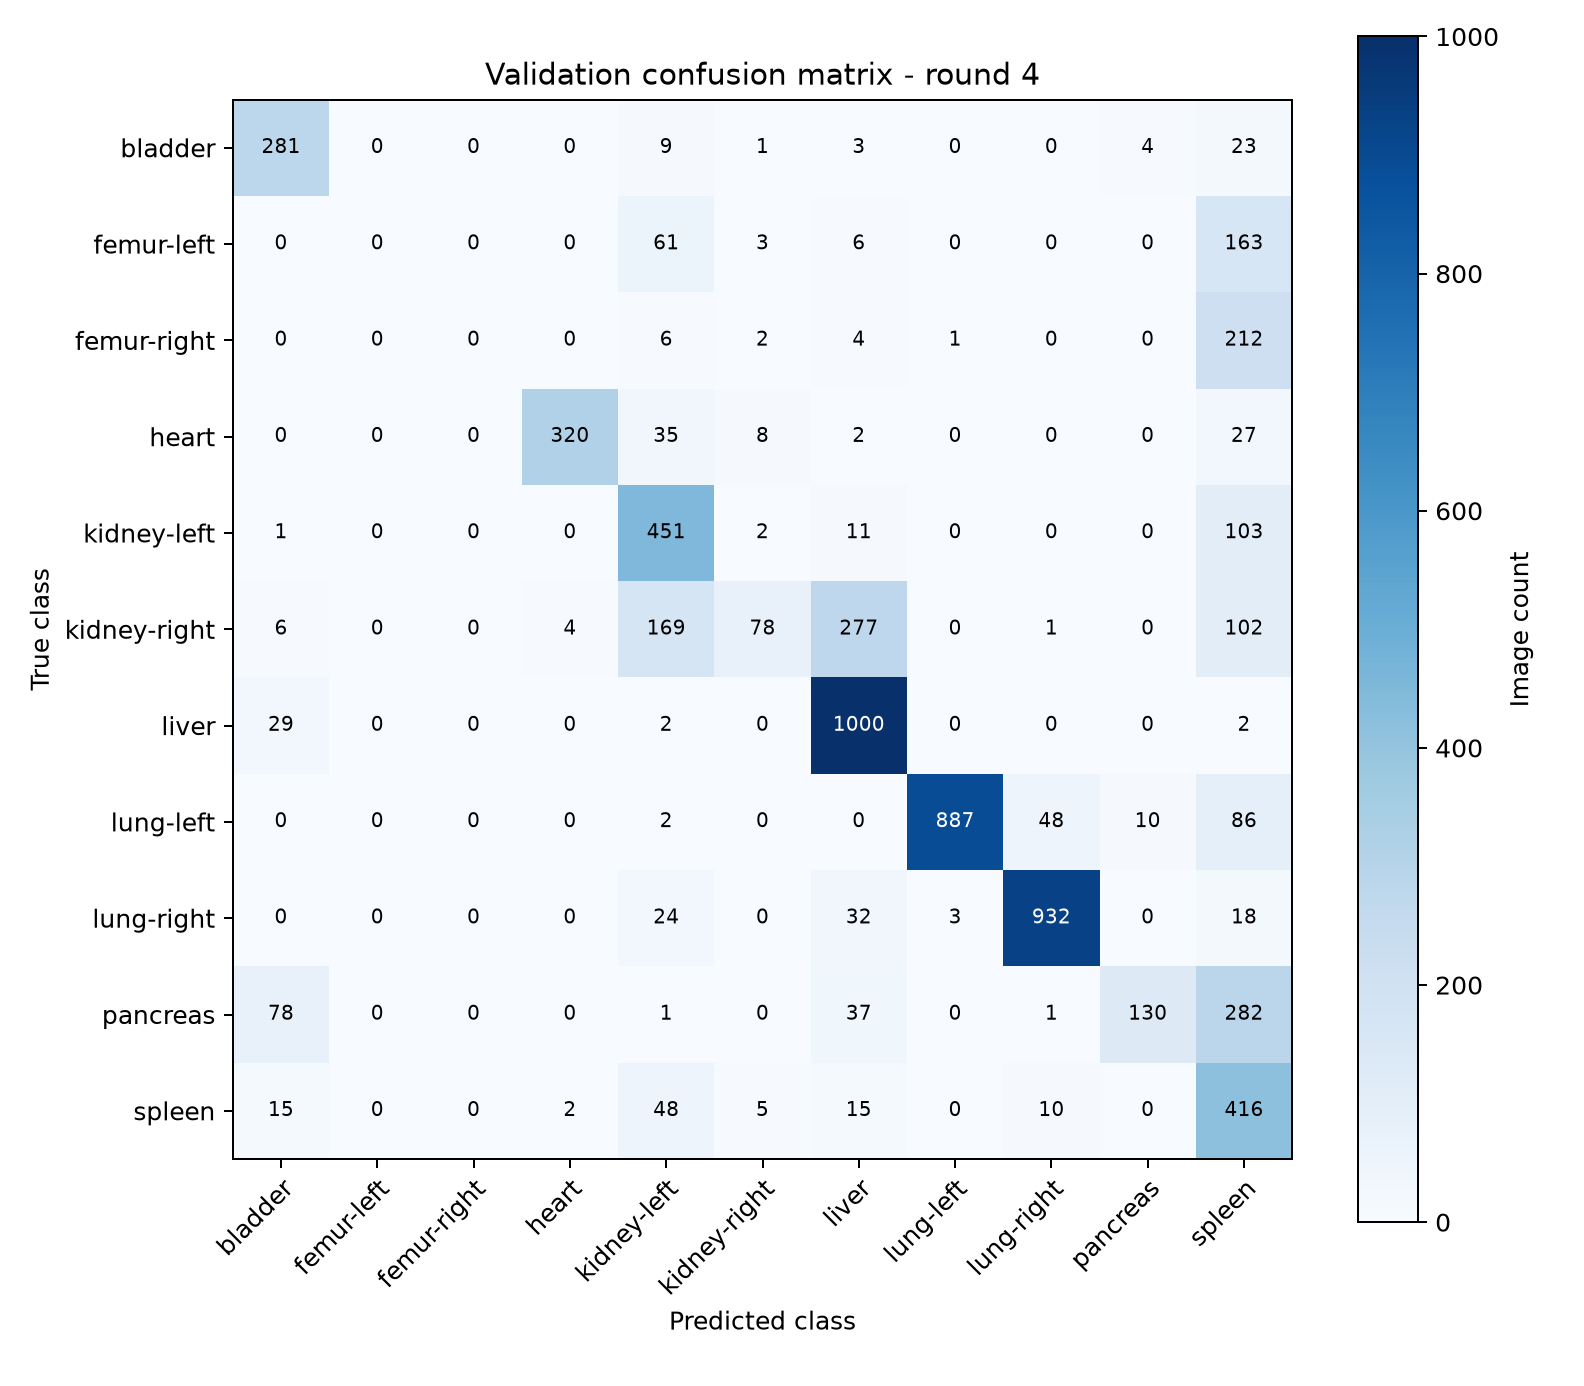 Validation confusion matrix - round 4
bladder 281 0 0 0 9 1 3 0 0 4 23
femur-left 0 0 0 0 61 3 6 0 0 0 163
femur-right 0 0 0 0 6 2 4 1 0 0 212
heart 0 0 0 320 35 8 2 0 0 0 27
kidney-left 1 0 0 0 451 2 11 0 0 0 103
kidney-right 6 0 0 4 169 78 277 0 1 0 102
liver 29 0 0 0 2 0 1000 0 0 0 2
lung-left 0 0 0 0 2 0 0 887 48 10 86
lung-right 0 0 0 0 24 0 32 3 932 0 18
pancreas 78 0 0 0 1 0 37 0 1 130 282
spleen 15 0 0 2 48 5 15 0 10 0 416
True class
bladder femur-left femur-right heart kidney-left kidney-right liver lung-left lung-right pancreas spleen
Predicted class
1000
800
600
400
200
0
Image count